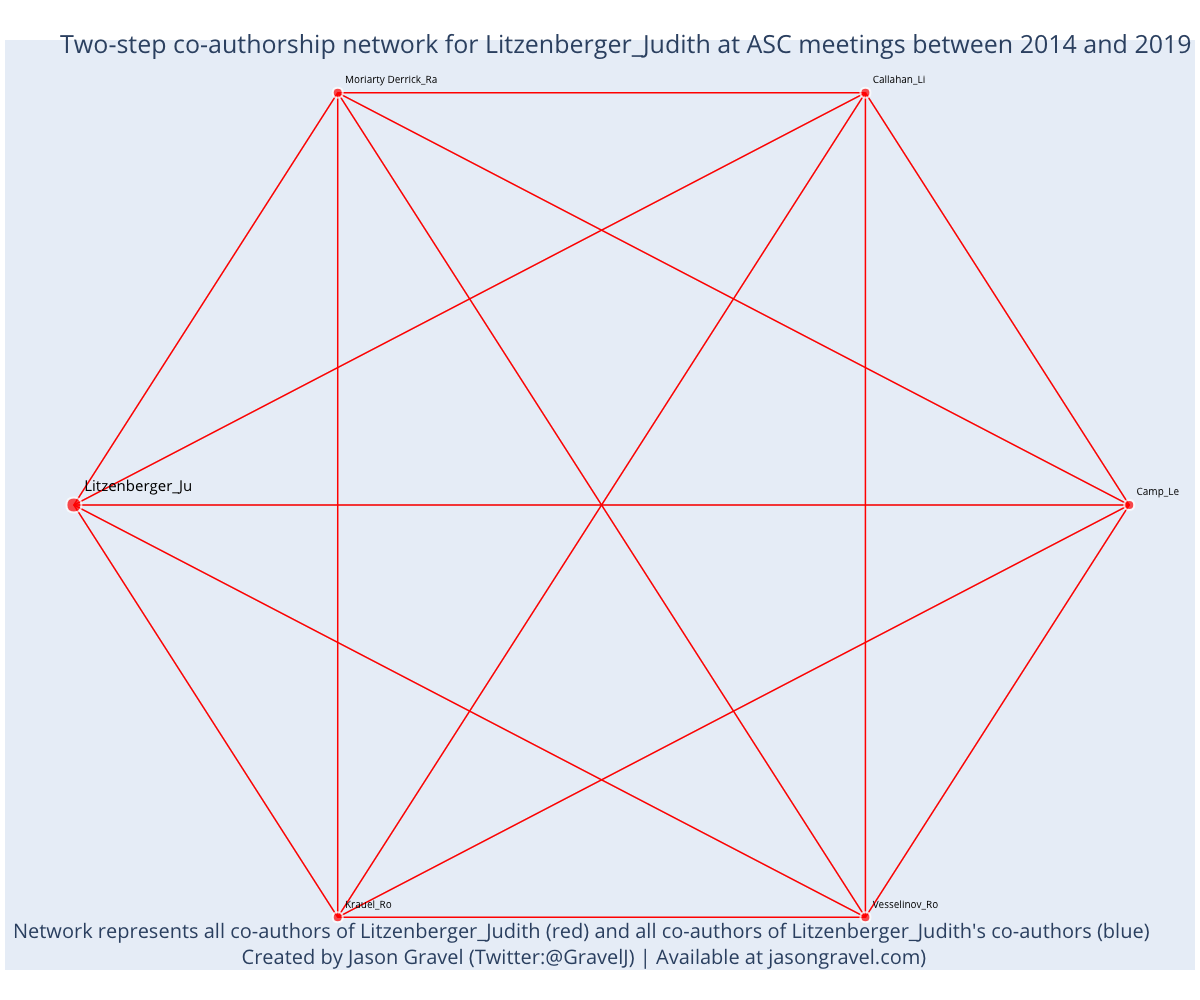 Two-step co-authorship network for Litzenberger_Judith at ASC meetings between 2014 and 2019
Moriarty Derrick_Ra
Callahan_Li
Litzenberger_Ju
Camp_Le
Krauel_Ro
Vesselinov_Ro
Network represents all co-authors of Litzenberger_Judith (red) and all co-authors of Litzenberger_Judith's co-authors (blue)
Created by Jason Gravel (Twitter:@GravelJ) | Available at jasongravel.com)